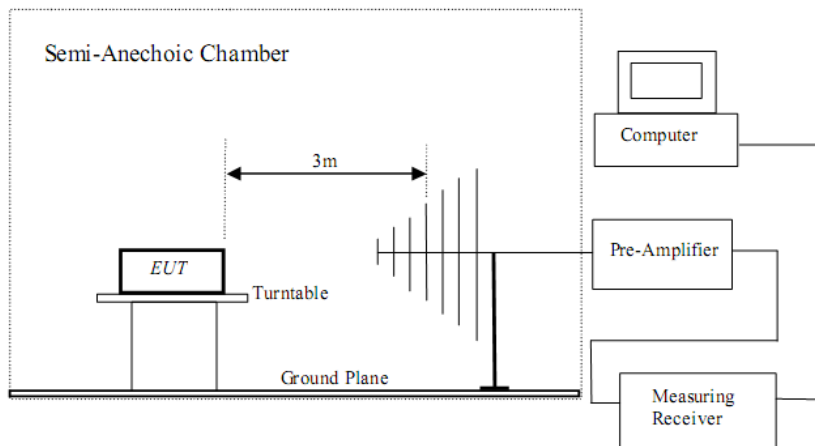 Semi-Anechoic Chamber
Computer
3m
Pre-Amplifier
EUT
Turntable
Ground Plane
Measuring
Receiver